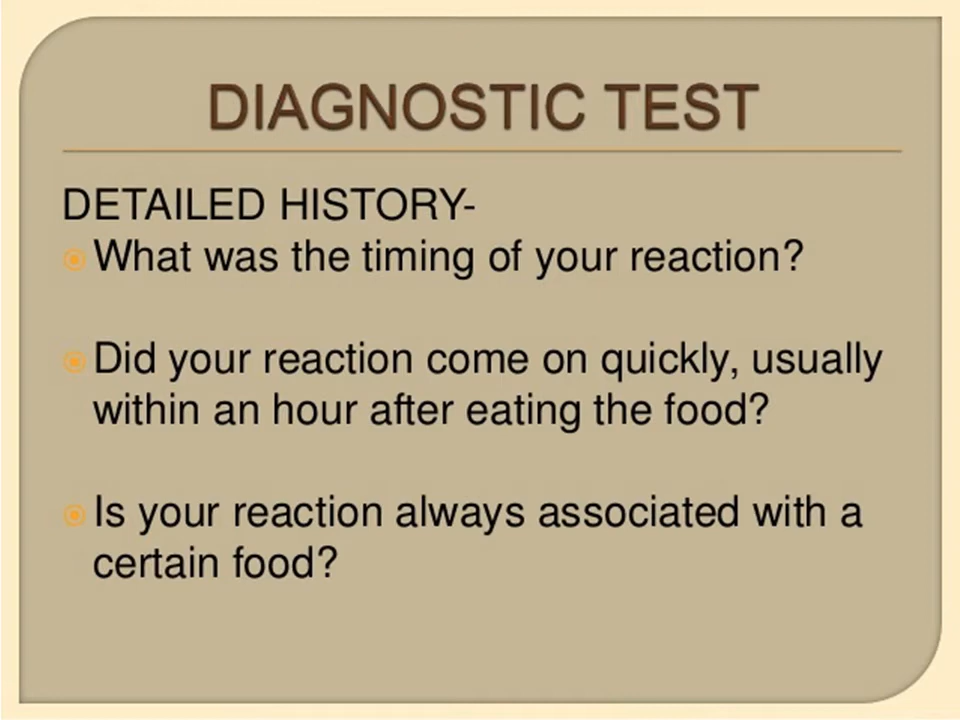 DIAGNOSTIC TEST
DETAILED HISTORY-
What was the timing of your reaction?
Did your reaction come on quickly, usually
within an hour after eating the food?
Is your reaction always associated with a
certain food?